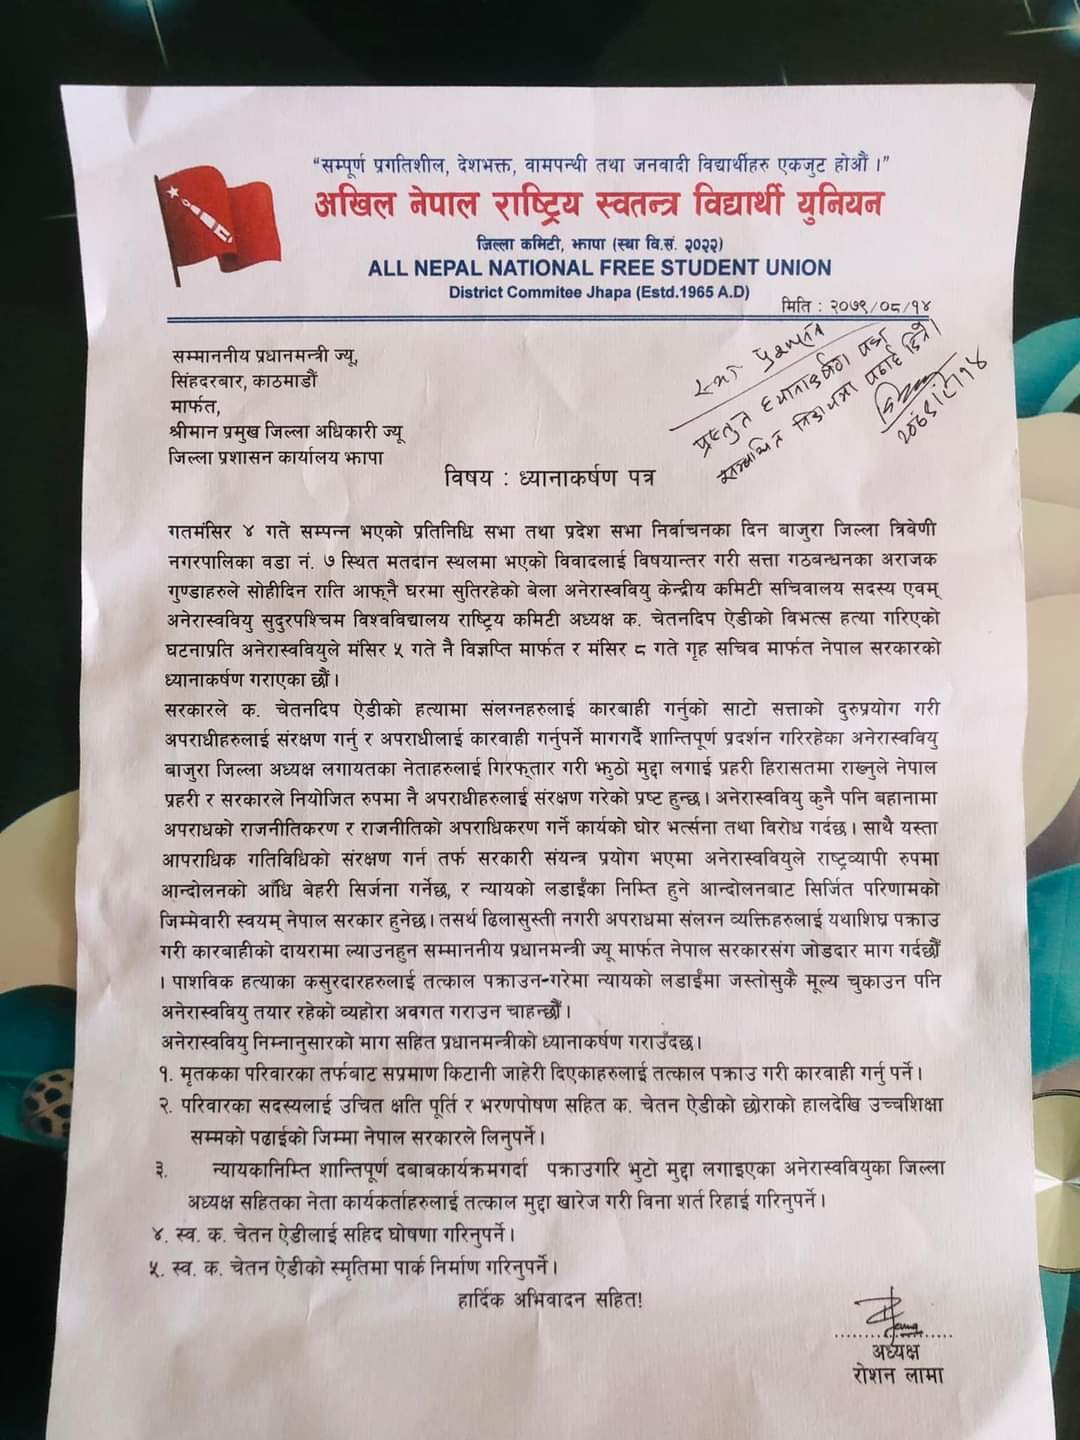 “सम्पूर्ण प्रगतिशील, देशभक्त, वामपन्थी तथा जनवादी विद्यार्थीहरु एकजुट होऔं ।”
अखिल नेपाल राष्ट्रिय स्वतन्त्र विद्यार्थी युनियन
जिल्ला कमिटी, झापा (स्था वि.सं. २०२२)
ALL NEPAL NATIONAL FREE STUDENT UNION
District Commitee Jhapa (Estd.1965 A.D)
मिति : २०७९/०८/१४
सम्माननीय प्रधानमन्त्री ज्यू,
सिंहदरबार, काठमाडौं
मार्फत,
श्रीमान प्रमुख जिल्ला अधिकारी ज्यू
जिल्ला प्रशासन कार्यालय झापा
प्रस्तुत ध्यानाकर्षण पत्र
विषय : ध्यानाकर्षण पत्र
गतमंसिर ४ गते सम्पन्न भएको प्रतिनिधि सभा तथा प्रदेश सभा निर्वाचनका दिन बाजुरा जिल्ला त्रिवेणी
नगरपालिका वडा नं. ७ स्थित मतदान स्थलमा भएको विवादलाई विषयान्तर गरी सत्ता गठबन्धनका अराजक
गुण्डाहरुले सोहीदिन राति आफ्नै घरमा सुतिरहेको बेला अनेरास्ववियु केन्द्रीय कमिटी सचिवालय सदस्य एवम्
अनेरास्ववियु सुदुरपश्चिम विश्वविद्यालय राष्ट्रिय कमिटी अध्यक्ष क. चेतनदिप ऐडीको विभत्स हत्या गरिएको
घटनाप्रति अनेरास्ववियुले मंसिर ५ गते नै विज्ञप्ति मार्फत र मंसिर ८ गते गृह सचिव मार्फत नेपाल सरकारको
ध्यानाकर्षण गराएका छौं ।
सरकारले क. चेतनदिप ऐडीको हत्यामा संलग्नहरुलाई कारबाही गर्नुको साटो सत्ताको दुरुप्रयोग गरी
अपराधीहरुलाई संरक्षण गर्नु र अपराधीलाई कारवाही गर्नुपर्ने मागगर्दै शान्तिपूर्ण प्रदर्शन गरिरहेका अनेरास्ववियु
बाजुरा जिल्ला अध्यक्ष लगायतका नेताहरुलाई गिरफ्तार गरी झुठो मुद्दा लगाई प्रहरी हिरासतमा राख्नुले नेपाल
प्रहरी र सरकारले नियोजित रुपमा नै अपराधीहरुलाई संरक्षण गरेको प्रष्ट हुन्छ । अनेरास्ववियु कुनै पनि बहानामा
अपराधको राजनीतिकरण र राजनीतिको अपराधिकरण गर्ने कार्यको घोर भर्त्सना तथा विरोध गर्दछ । साथै यस्ता
आपराधिक गतिविधिको संरक्षण गर्न तर्फ सरकारी संयन्त्र प्रयोग भएमा अनेरास्ववियुले राष्ट्रव्यापी रुपमा
आन्दोलनको आँधि बेहरी सिर्जना गर्नेछ, र न्यायको लडाईंका निम्ति हुने आन्दोलनबाट सिर्जित परिणामको
जिम्मेवारी स्वयम् नेपाल सरकार हुनेछ । तसर्थ ढिलासुस्ती नगरी अपराधमा संलग्न व्यक्तिहरुलाई यथाशिघ्र पक्राउ
गरी कारबाहीको दायरामा ल्याउनहुन सम्माननीय प्रधानमन्त्री ज्यू मार्फत नेपाल सरकारसंग जोडदार माग गर्दछौं
। पाशविक हत्याका कसुरदारहरुलाई तत्काल पक्राउन-गरेमा न्यायको लडाईंमा जस्तोसुकै मूल्य चुकाउन पनि
अनेरास्ववियु तयार रहेको व्यहोरा अवगत गराउन चाहन्छौं ।
अनेरास्ववियु निम्नानुसारको माग सहित प्रधानमन्त्रीको ध्यानाकर्षण गराउँदछ ।
१. मृतकका परिवारका तर्फबाट सप्रमाण किटानी जाहेरी दिएकाहरुलाई तत्काल पक्राउ गरी कारवाही गर्नु पर्ने ।
२. परिवारका सदस्यलाई उचित क्षति पूर्ति र भरणपोषण सहित क. चेतन ऐडीको छोराको हालदेखि उच्चशिक्षा
सम्मको पढाईको जिम्मा नेपाल सरकारले लिनुपर्ने ।
३. न्यायकानिम्ति शान्तिपूर्ण दबाबकार्यक्रमगर्दा पक्राउगरि झुटो मुद्दा लगाइएका अनेरास्ववियुका जिल्ला
अध्यक्ष सहितका नेता कार्यकर्ताहरुलाई तत्काल मुद्दा खारेज गरी विना शर्त रिहाई गरिनुपर्ने ।
४. स्व. क. चेतन ऐडीलाई सहिद घोषणा गरिनुपर्ने ।
५. स्व. क. चेतन ऐडीको स्मृतिमा पार्क निर्माण गरिनुपर्ने ।
हार्दिक अभिवादन सहित!
अध्यक्ष
रोशन लामा